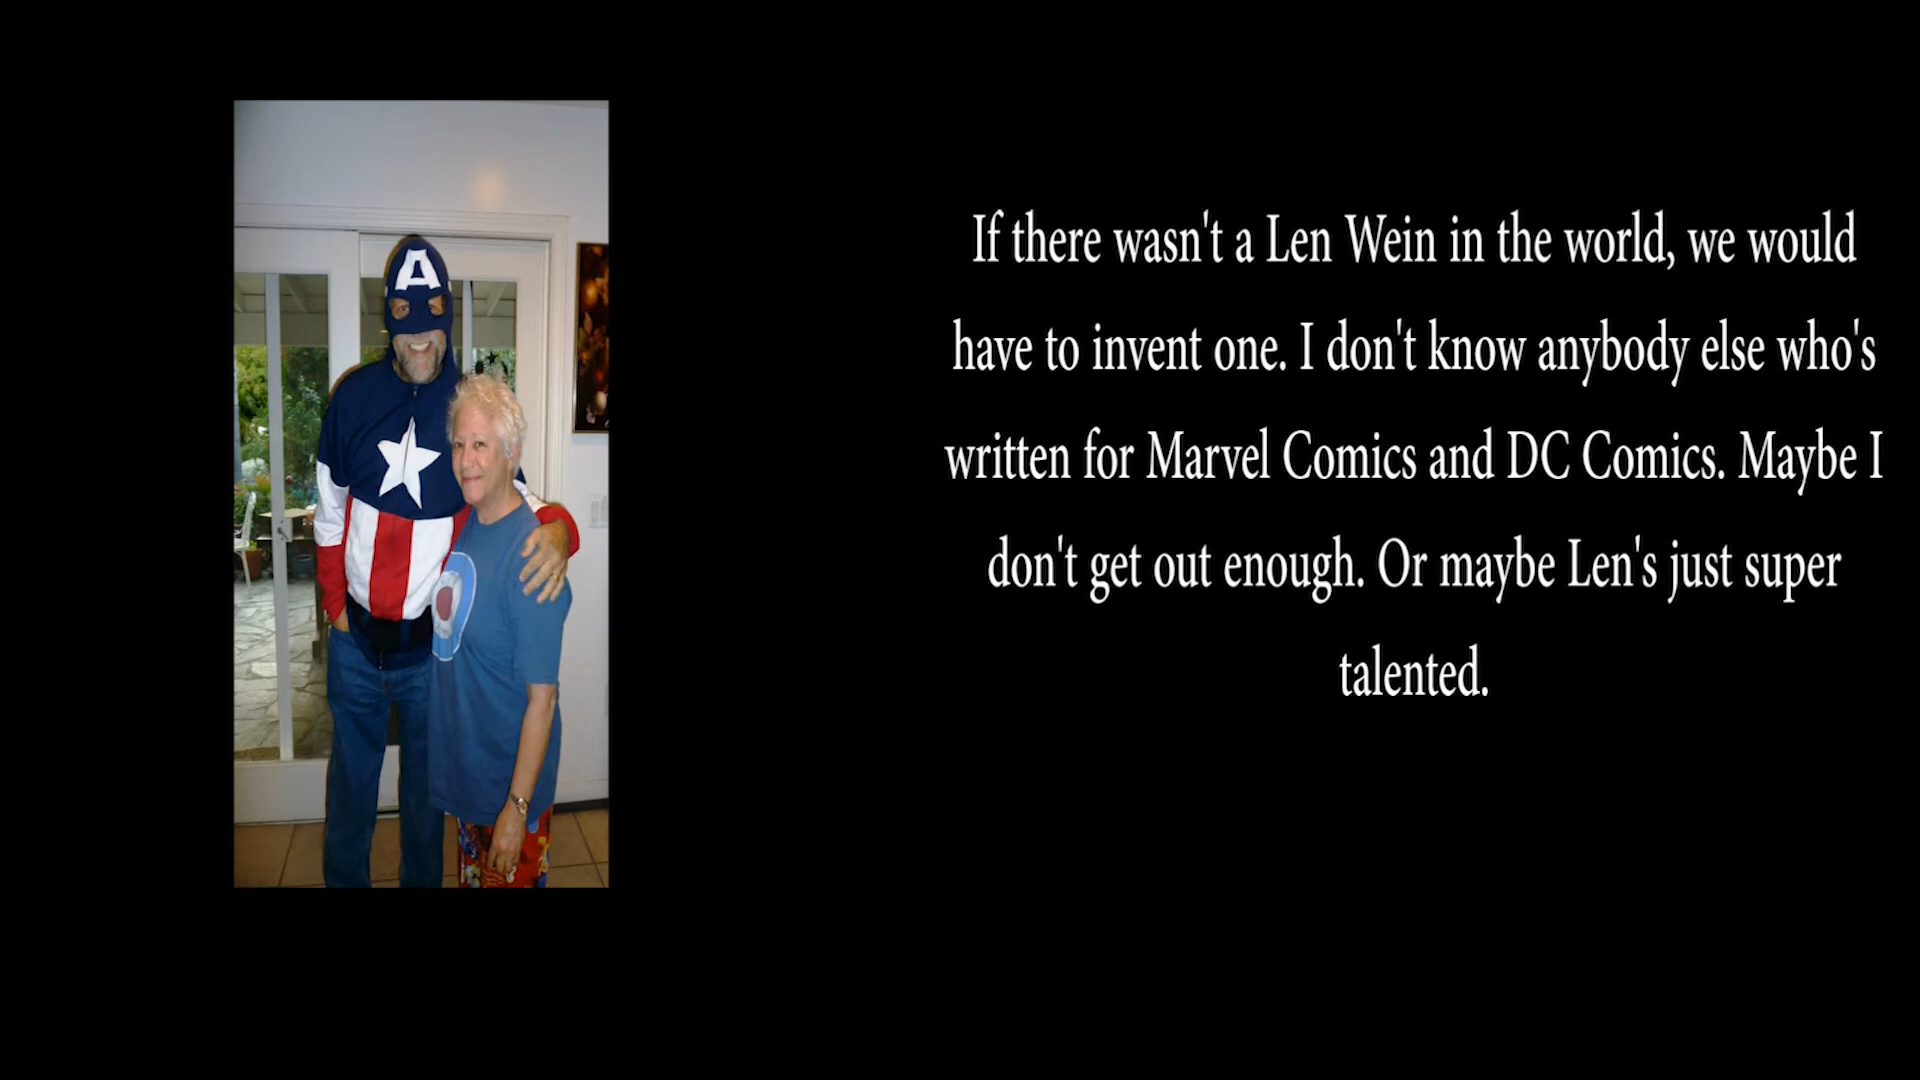 A
If there wasn't a Len Wein in the world, we would
have to invent one. I don't know anybody else who's
written for Marvel Comics and DC Comics. Maybe I
don't get out enough. Or maybe Len's just super
talented.